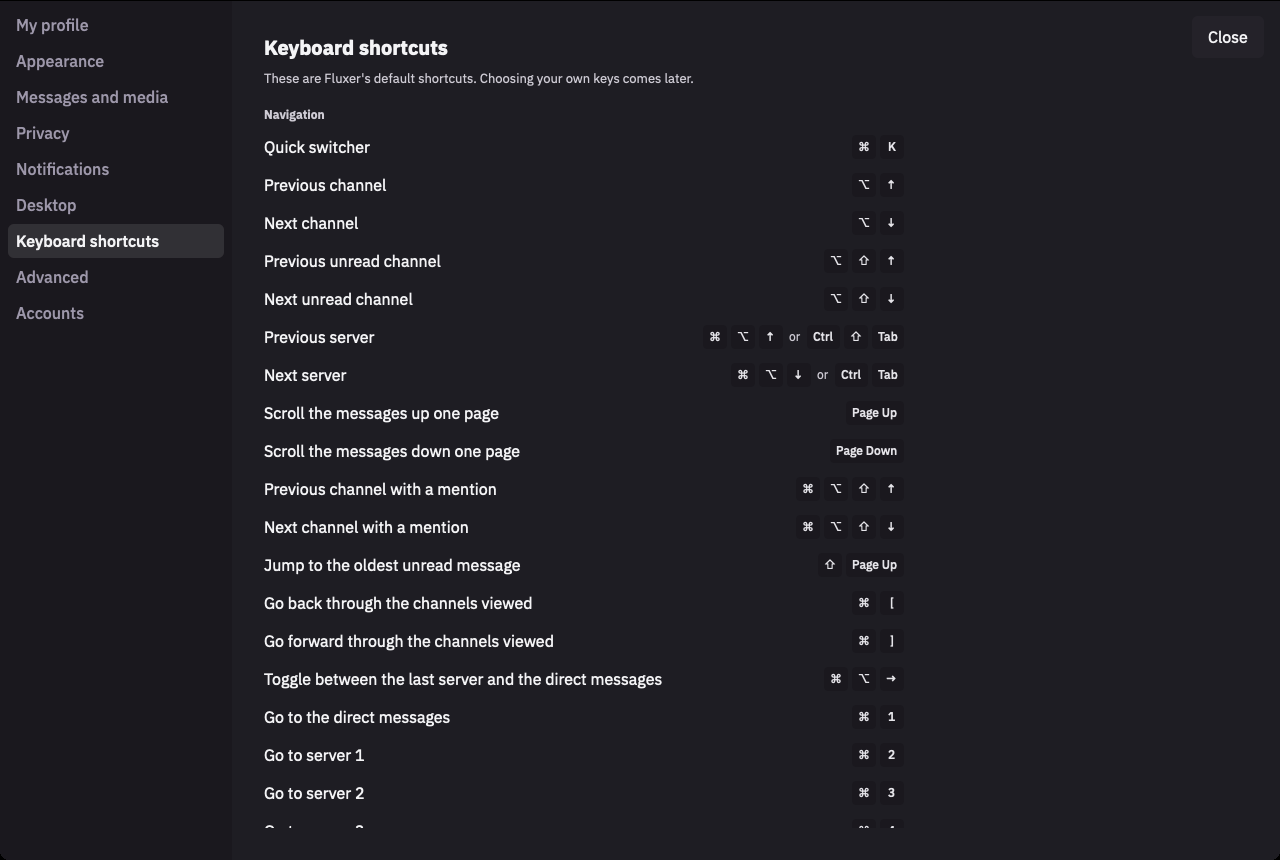 My profile
Appearance
Messages and media
Privacy
Notifications
Desktop
Keyboard shortcuts
Advanced
Accounts
Close
Keyboard shortcuts
These are Fluxer's default shortcuts. Choosing your own keys comes later.
Navigation
Quick switcher ⌘ K
Previous channel ⌥ ↑
Next channel ⌥ ↓
Previous unread channel ⌥ ⇧ ↑
Next unread channel ⌥ ⇧ ↓
Previous server ⌘ ⌥ ↑ or Ctrl ⇧ Tab
Next server ⌘ ⌥ ↓ or Ctrl Tab
Scroll the messages up one page Page Up
Scroll the messages down one page Page Down
Previous channel with a mention ⌘ ⌥ ⇧ ↑
Next channel with a mention ⌘ ⌥ ⇧ ↓
Jump to the oldest unread message ⇧ Page Up
Go back through the channels viewed ⌘ [
Go forward through the channels viewed ⌘ ]
Toggle between the last server and the direct messages ⌘ ⌥ →
Go to the direct messages ⌘ 1
Go to server 1 ⌘ 2
Go to server 2 ⌘ 3